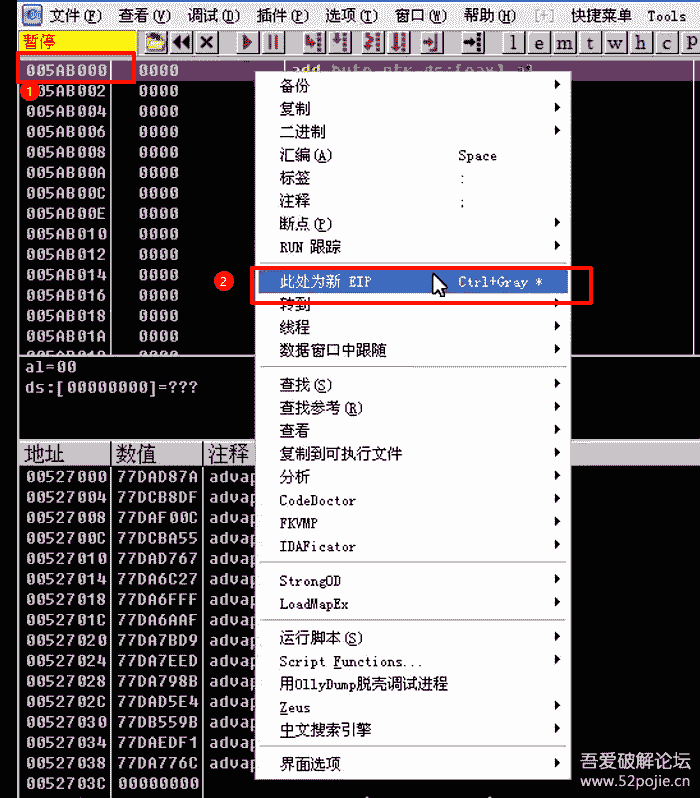 文件(F) 查看(V) 调试(D) 插件(P) 选项(T) 窗口(W) 帮助(H) [+] 快捷菜单 Tools
暂停 l e m t w h c P
005AB000 0000 add byte ptr ds:[eax],al
1
005AB002 0000
005AB004 0000
005AB006 0000
005AB008 0000
005AB00A 0000
005AB00C 0000
005AB00E 0000
005AB010 0000
005AB012 0000
005AB014 0000
005AB016 0000
005AB018 0000
005AB01A 0000
al=00
ds:[00000000]=???
地址 数值 注释
00527000 77DAD87A advap
00527004 77DCB8DF advap
00527008 77DAF00C advap
0052700C 77DCBA55 advap
00527010 77DAD767 advap
00527014 77DA6C27 advap
00527018 77DA6FFF advap
0052701C 77DA6AAF advap
00527020 77DA7BD9 advap
00527024 77DA7EED advap
00527028 77DA798B advap
0052702C 77DAD5E4 advap
00527030 77DB559B advap
00527034 77DAEDF1 advap
00527038 77DA776C advap
0052703C 00000000
备份
复制
二进制
汇编(A) Space
标签 :
注释 ;
断点(P)
RUN 跟踪
2
此处为新 EIP Ctrl+Gray *
转到
线程
数据窗口中跟随
查找(S)
查找参考(R)
查看
复制到可执行文件
分析
CodeDoctor
FKVMP
IDAFicator
StrongOD
LoadMapEx
运行脚本(S)
Script Functions...
用OllyDump脱壳调试进程
Zeus
中文搜索引擎
界面选项
吾爱破解论坛
www.52pojie.cn